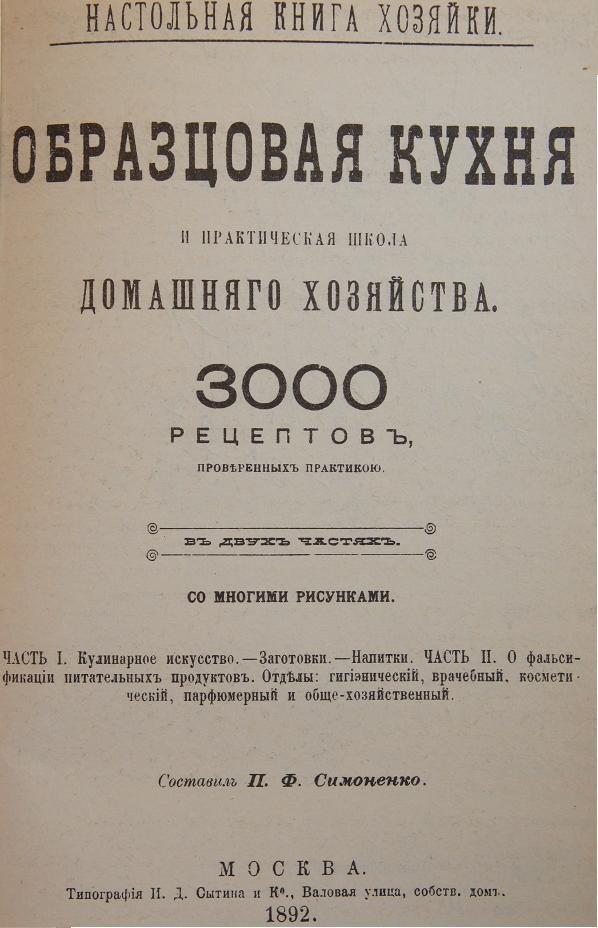 НАСТОЛЬНАЯ КНИГА ХОЗЯЙКИ.
ОБРАЗЦОВАЯ КУХНЯ
И ПРАКТИЧЕСКАЯ ШКОЛА
ДОМАШНЯГО ХОЗЯЙСТВА.
3000
РЕЦЕПТОВЪ,
ПРОВѢРЕННЫХЪ ПРАКТИКОЮ.
ВЪ ДВУХЪ ЧАСТЯХЪ.
СО МНОГИМИ РИСУНКАМИ.
ЧАСТЬ I. Кулинарное искусство.—Заготовки.—Напитки. ЧАСТЬ II. О фальси-
фикаціи питательныхъ продуктовъ. Отдѣлы: гигіэническій, врачебный, космети-
ческій, парфюмерный и обще-хозяйственный.
Составилъ П. Ф. Симоненко.
МОСКВА.
Типографія И. Д. Сытина и Кº., Валовая улица, собств. домъ.
1892.